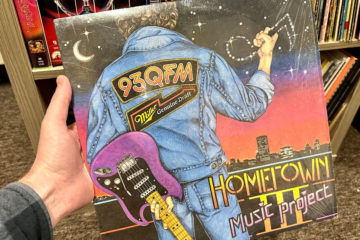 93QFM
Miller
Genuine Draft
HOMETOWN
III
Music Project